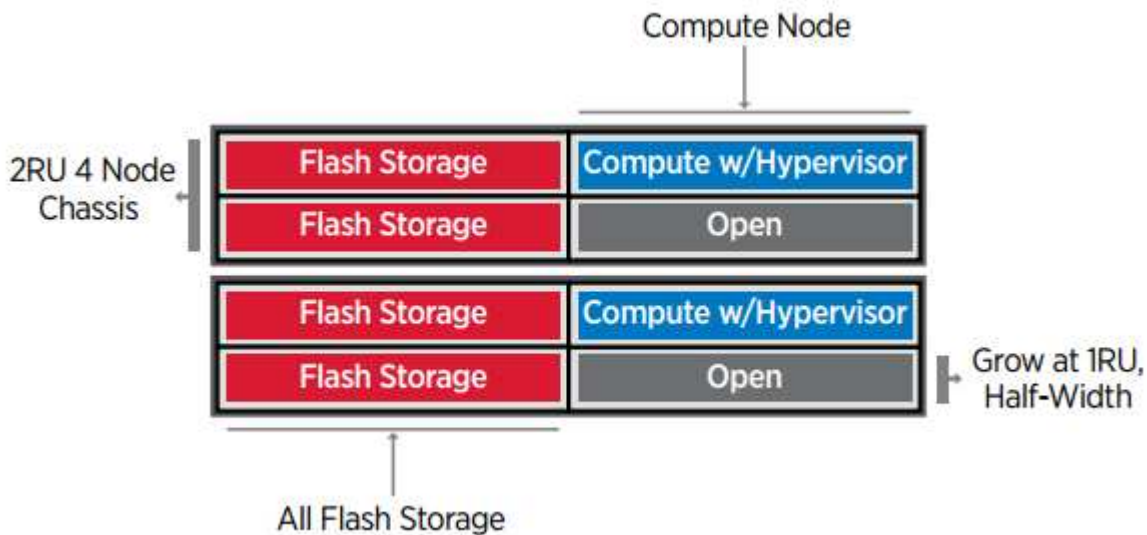 Compute Node
2RU 4 Node
Chassis
Flash Storage
Compute w/Hypervisor
Flash Storage
Open
Flash Storage
Compute w/Hypervisor
Flash Storage
Open
Grow at 1RU,
Half-Width
All Flash Storage